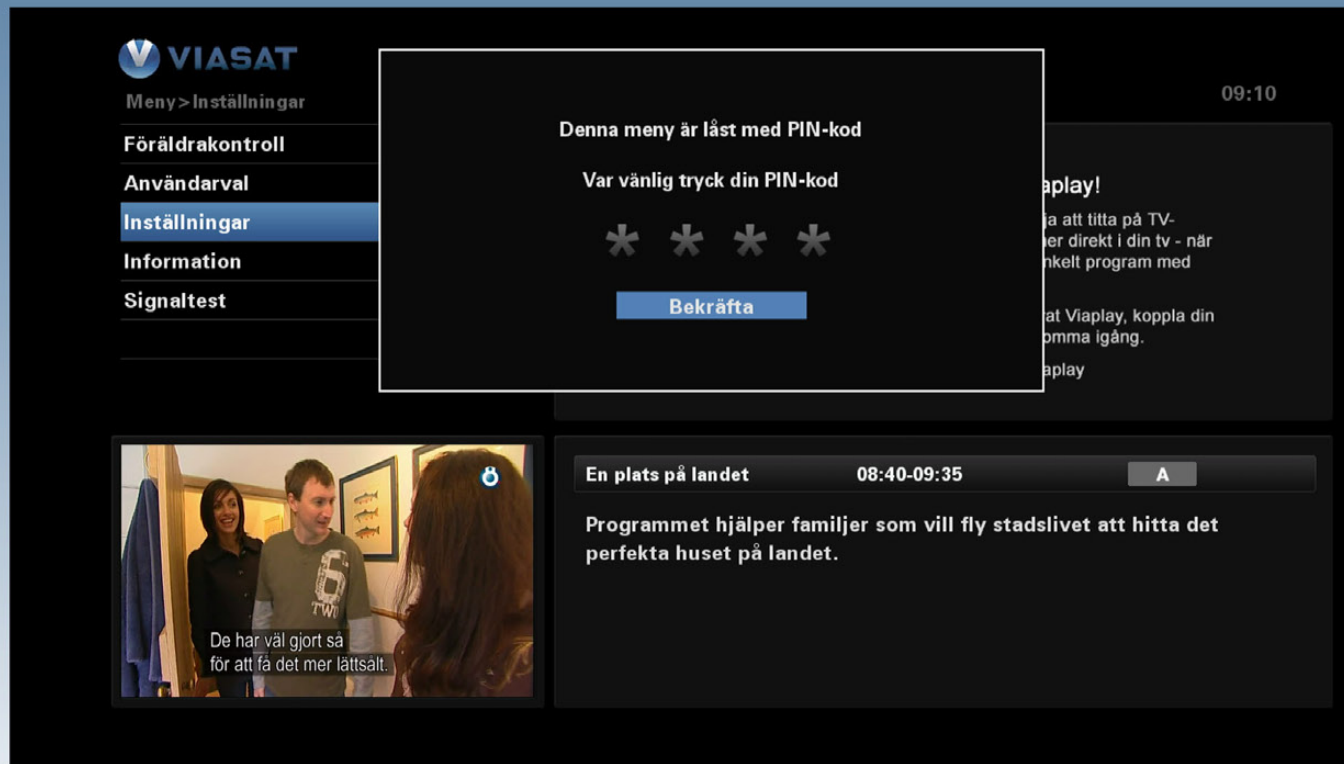 VIASAT
Meny>Inställningar
09:10
Föräldrakontroll
Användarval
Inställningar
Information
Signaltest
Denna meny är låst med PIN-kod
Var vänlig tryck din PIN-kod
* * * *
Bekräfta
aplay!
ja att titta på TV-
er direkt i din tv - när
nkelt program med
at Viaplay, koppla din
omma igång.
aplay
6
TWO
De har väl gjort så
för att få det mer lättsålt.
En plats på landet 08:40-09:35 A
Programmet hjälper familjer som vill fly stadslivet att hitta det
perfekta huset på landet.